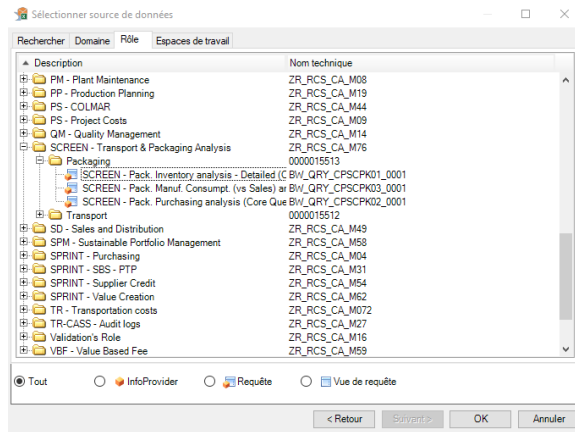 Sélectionner source de données
Rechercher Domaine Rôle Espaces de travail
Description Nom technique
PM - Plant Maintenance ZR_RCS_CA_M08
PP - Production Planning ZR_RCS_CA_M19
PS - COLMAR ZR_RCS_CA_M44
PS - Project Costs ZR_RCS_CA_M09
QM - Quality Management ZR_RCS_CA_M14
SCREEN - Transport & Packaging Analysis ZR_RCS_CA_M76
Packaging 0000015513
SCREEN - Pack. Inventory analysis - Detailed (C BW_QRY_CPSCPK01_0001
SCREEN - Pack. Manuf. Consumpt. (vs Sales) ar BW_QRY_CPSCPK03_0001
SCREEN - Pack. Purchasing analysis (Core Que BW_QRY_CPSCPK02_0001
Transport 0000015512
SD - Sales and Distribution ZR_RCS_CA_M49
SPM - Sustainable Portfolio Management ZR_RCS_CA_M58
SPRINT - Purchasing ZR_RCS_CA_M04
SPRINT - SBS - PTP ZR_RCS_CA_M31
SPRINT - Supplier Credit ZR_RCS_CA_M54
SPRINT - Value Creation ZR_RCS_CA_M62
TR - Transportation costs ZR_RCS_CA_M072
TR-CASS - Audit logs ZR_RCS_CA_M27
Validation's Role ZR_RCS_CA_M16
VBF - Value Based Fee ZR_RCS_CA_M59
Tout InfoProvider Requête Vue de requête
< Retour Suivant > OK Annuler